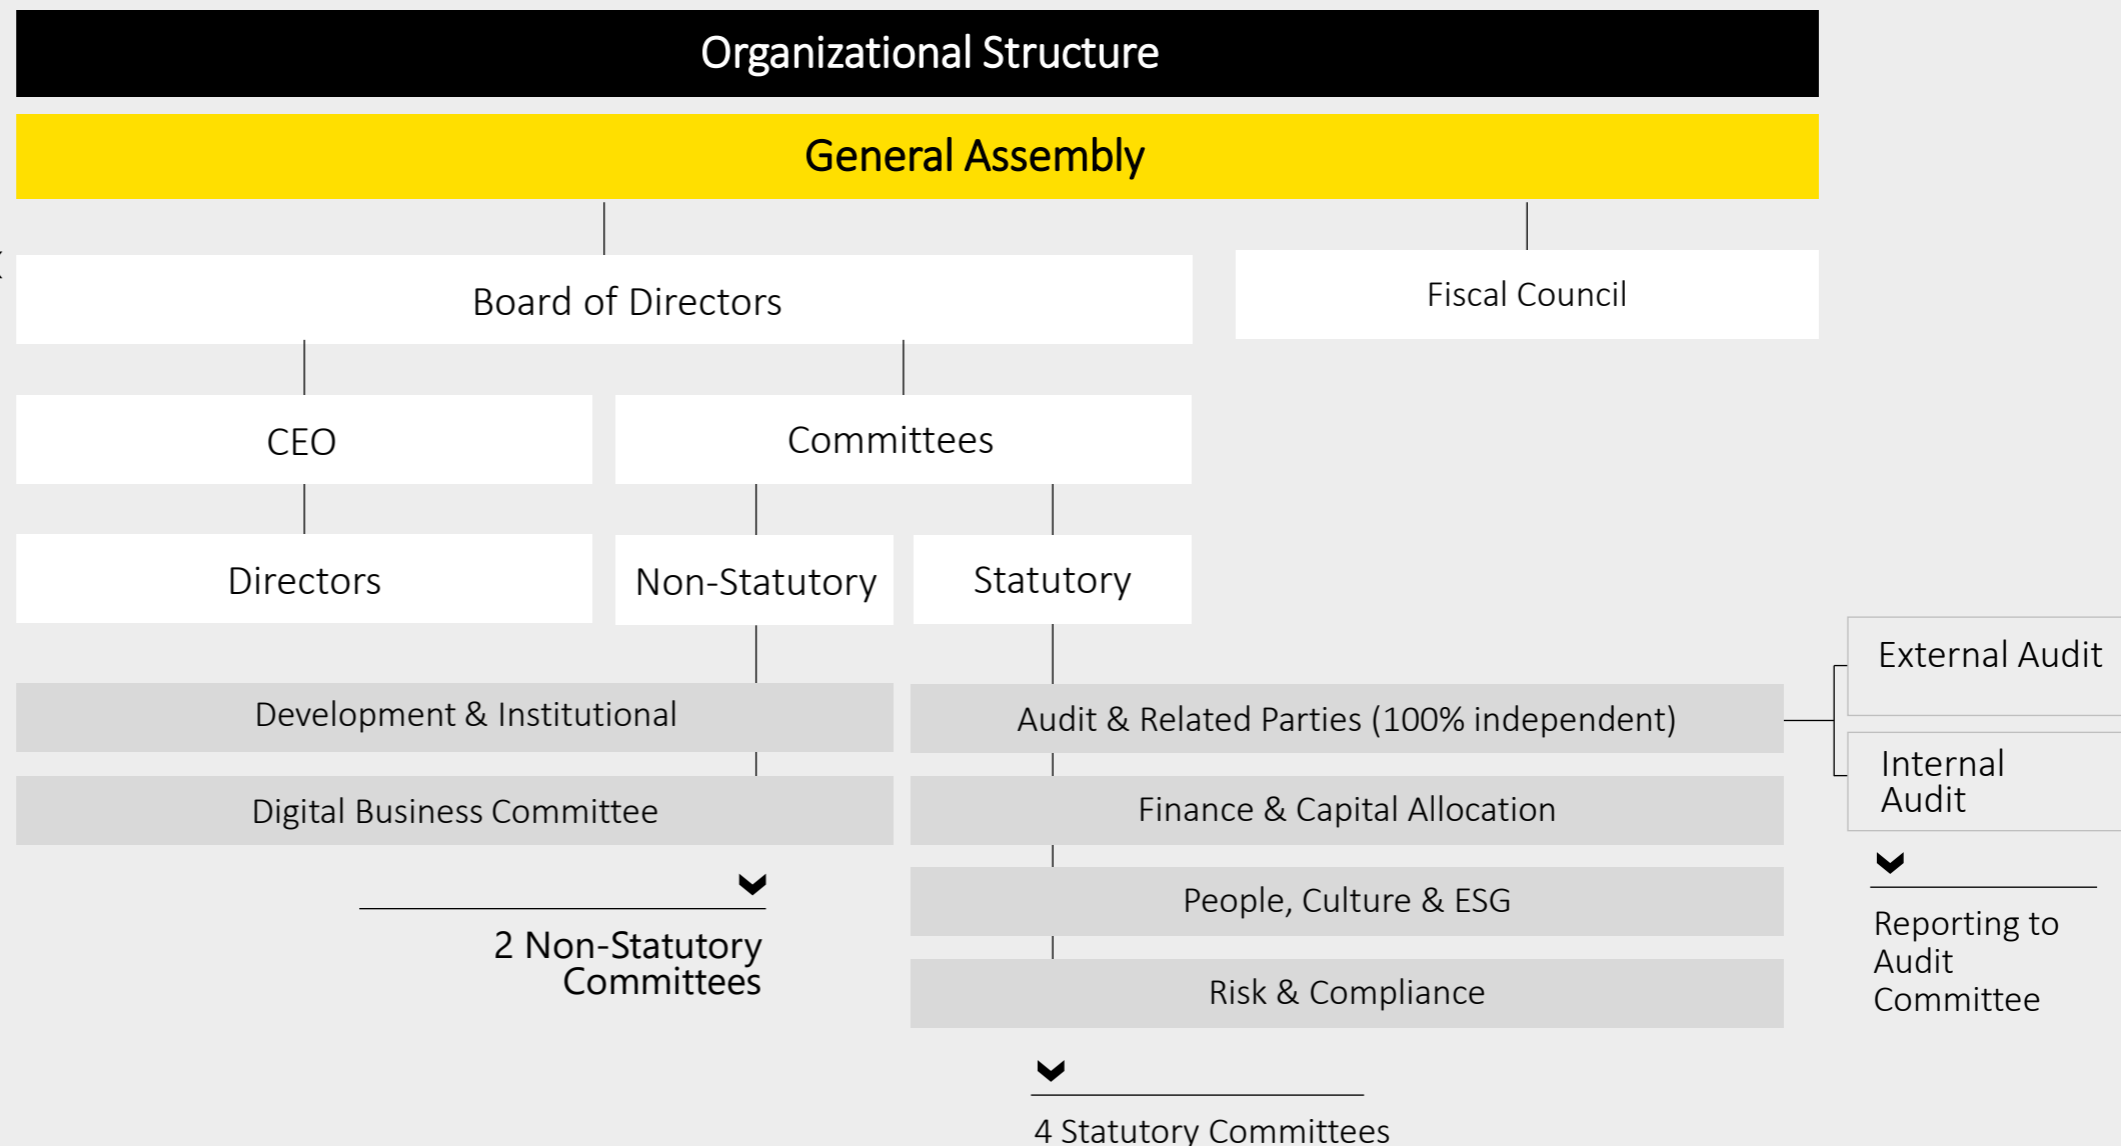 Organizational Structure
General Assembly
Board of Directors
Fiscal Council
CEO
Committees
Directors
Non-Statutory
Statutory
Development & Institutional
Digital Business Committee
2 Non-Statutory
Committees
Audit & Related Parties (100% independent)
Finance & Capital Allocation
People, Culture & ESG
Risk & Compliance
4 Statutory Committees
External Audit
Internal
Audit
Reporting to
Audit
Committee